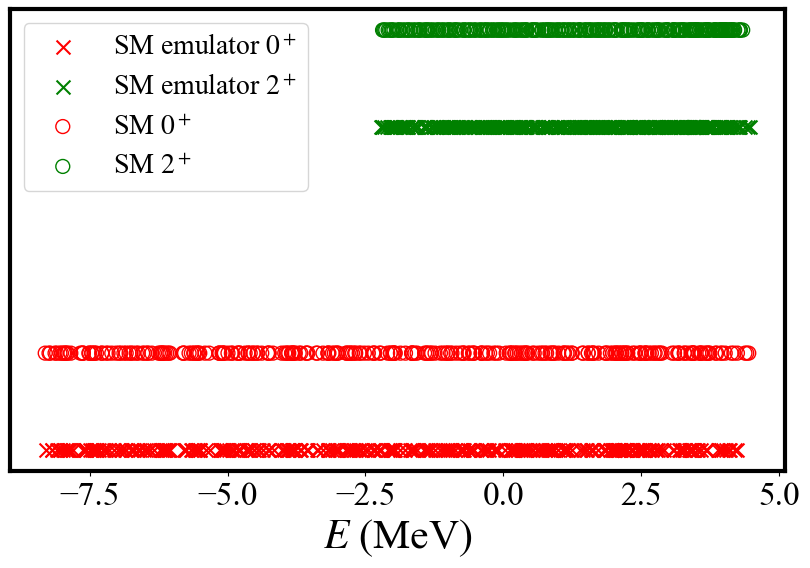 SM emulator 0⁺
SM emulator 2⁺
SM 0⁺
SM 2⁺
−7.5 −5.0 −2.5 0.0 2.5 5.0
E (MeV)